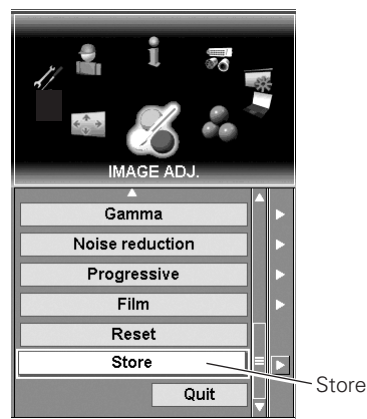 IMAGE ADJ.
Gamma
Noise reduction
Progressive
Film
Reset
Store
Store
Quit